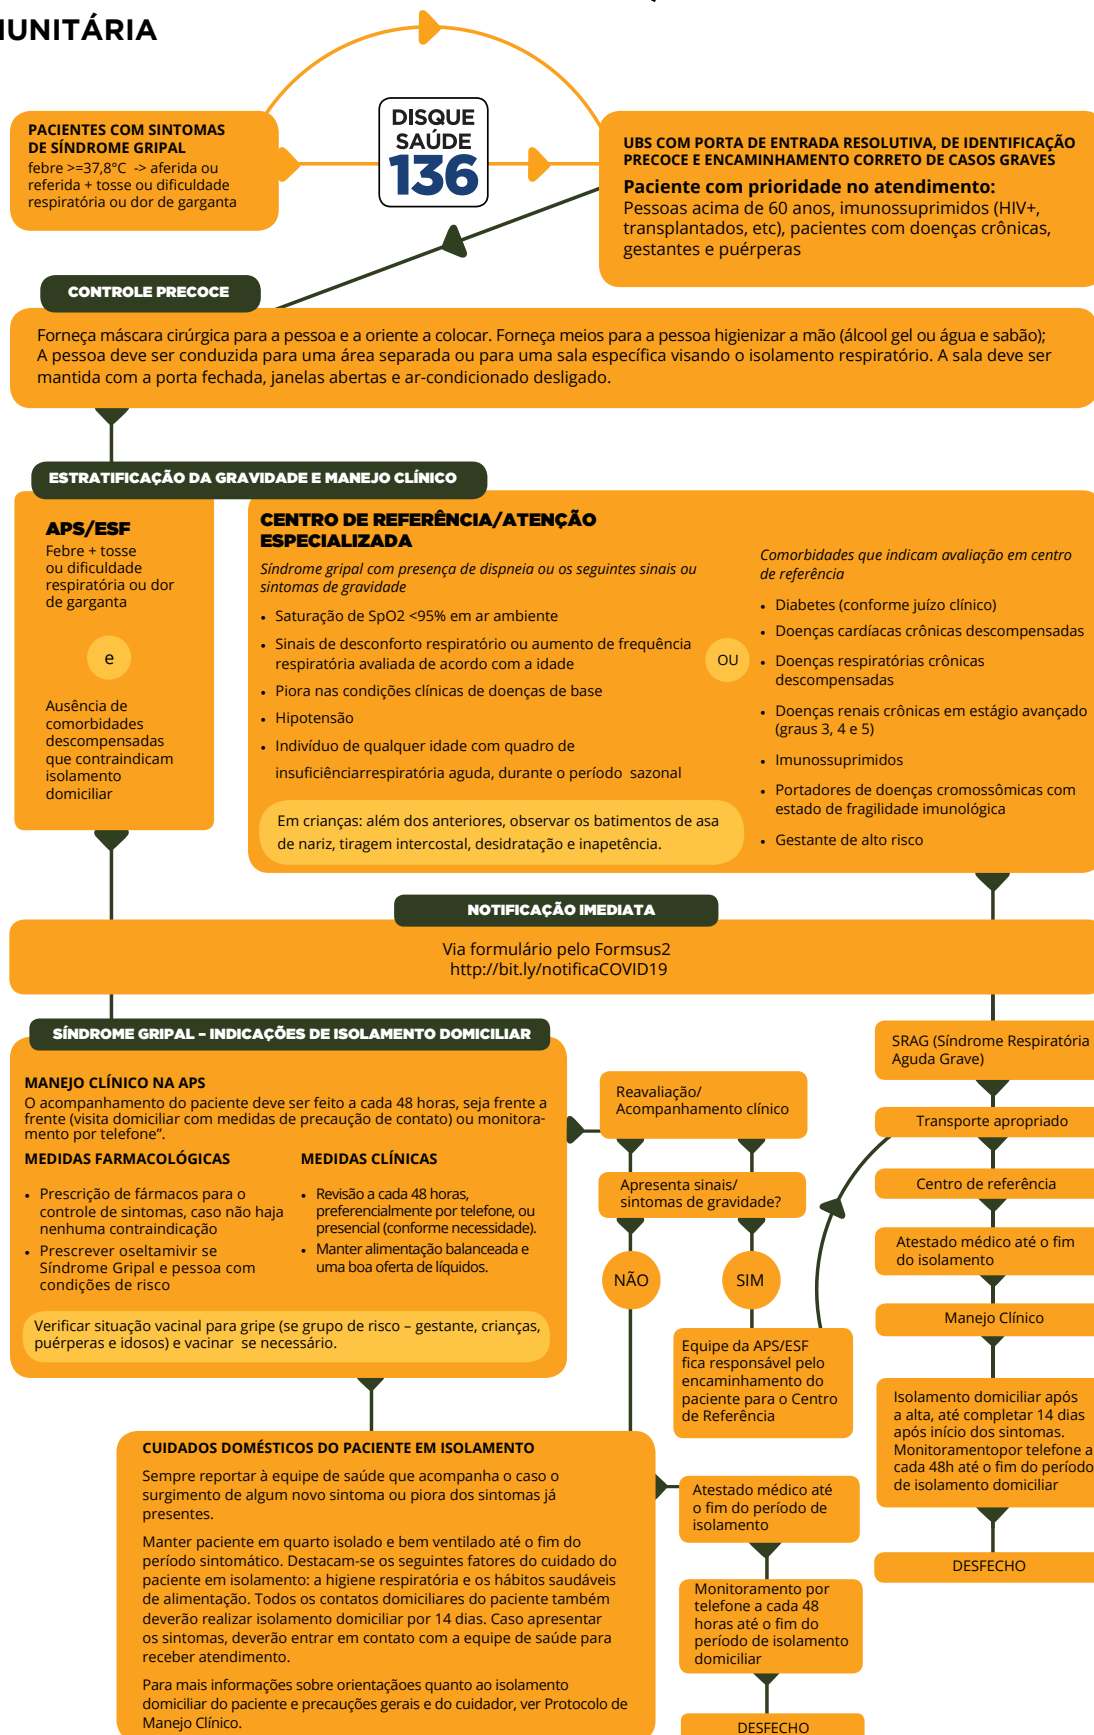 MUNITÁRIA
PACIENTES COM SINTOMAS
DE SÍNDROME GRIPAL
febre >=37,8°C -> aferida ou
referida + tosse ou dificuldade
respiratória ou dor de garganta
DISQUE
SAÚDE
136
UBS COM PORTA DE ENTRADA RESOLUTIVA, DE IDENTIFICAÇÃO
PRECOCE E ENCAMINHAMENTO CORRETO DE CASOS GRAVES
Paciente com prioridade no atendimento:
Pessoas acima de 60 anos, imunossuprimidos (HIV+,
transplantados, etc), pacientes com doenças crônicas,
gestantes e puérperas
CONTROLE PRECOCE
Forneça máscara cirúrgica para a pessoa e a oriente a colocar. Forneça meios para a pessoa higienizar a mão (álcool gel ou água e sabão);
A pessoa deve ser conduzida para uma área separada ou para uma sala específica visando o isolamento respiratório. A sala deve ser
mantida com a porta fechada, janelas abertas e ar-condicionado desligado.
ESTRATIFICAÇÃO DA GRAVIDADE E MANEJO CLÍNICO
APS/ESF
Febre + tosse
ou dificuldade
respiratória ou dor
de garganta
e
Ausência de
comorbidades
descompensadas
que contraindicam
isolamento
domiciliar
CENTRO DE REFERÊNCIA/ATENÇÃO
ESPECIALIZADA
Síndrome gripal com presença de dispneia ou os seguintes sinais ou
sintomas de gravidade
• Saturação de SpO2 <95% em ar ambiente
• Sinais de desconforto respiratório ou aumento de frequência
respiratória avaliada de acordo com a idade
• Piora nas condições clínicas de doenças de base
• Hipotensão
• Indivíduo de qualquer idade com quadro de
insuficiênciarrespiratória aguda, durante o período sazonal
Em crianças: além dos anteriores, observar os batimentos de asa
de nariz, tiragem intercostal, desidratação e inapetência.
OU
Comorbidades que indicam avaliação em centro
de referência
• Diabetes (conforme juízo clínico)
• Doenças cardíacas crônicas descompensadas
• Doenças respiratórias crônicas
descompensadas
• Doenças renais crônicas em estágio avançado
(graus 3, 4 e 5)
• Imunossuprimidos
• Portadores de doenças cromossômicas com
estado de fragilidade imunológica
• Gestante de alto risco
NOTIFICAÇÃO IMEDIATA
Via formulário pelo Formsus2
http://bit.ly/notificaCOVID19
SÍNDROME GRIPAL – INDICAÇÕES DE ISOLAMENTO DOMICILIAR
MANEJO CLÍNICO NA APS
O acompanhamento do paciente deve ser feito a cada 48 horas, seja frente a
frente (visita domiciliar com medidas de precaução de contato) ou monitora-
mento por telefone”.
MEDIDAS FARMACOLÓGICAS
• Prescrição de fármacos para o
controle de sintomas, caso não haja
nenhuma contraindicação
• Prescrever oseltamivir se
Síndrome Gripal e pessoa com
condições de risco
MEDIDAS CLÍNICAS
• Revisão a cada 48 horas,
preferencialmente por telefone, ou
presencial (conforme necessidade).
• Manter alimentação balanceada e
uma boa oferta de líquidos.
Verificar situação vacinal para gripe (se grupo de risco – gestante, crianças,
puérperas e idosos) e vacinar se necessário.
Reavaliação/
Acompanhamento clínico
Apresenta sinais/
sintomas de gravidade?
NÃO
SIM
Equipe da APS/ESF
fica responsável pelo
encaminhamento do
paciente para o Centro
de Referência
SRAG (Síndrome Respiratória
Aguda Grave)
Transporte apropriado
Centro de referência
Atestado médico até o fim
do isolamento
Manejo Clínico
Isolamento domiciliar após
a alta, até completar 14 dias
após início dos sintomas.
Monitoramentopor telefone a
cada 48h até o fim do período
de isolamento domiciliar
DESFECHO
CUIDADOS DOMÉSTICOS DO PACIENTE EM ISOLAMENTO
Sempre reportar à equipe de saúde que acompanha o caso o
surgimento de algum novo sintoma ou piora dos sintomas já
presentes.
Manter paciente em quarto isolado e bem ventilado até o fim do
período sintomático. Destacam-se os seguintes fatores do cuidado do
paciente em isolamento: a higiene respiratória e os hábitos saudáveis
de alimentação. Todos os contatos domiciliares do paciente também
deverão realizar isolamento domiciliar por 14 dias. Caso apresentar
os sintomas, deverão entrar em contato com a equipe de saúde para
receber atendimento.
Para mais informações sobre orientaçãoes quanto ao isolamento
domiciliar do paciente e precauções gerais e do cuidador, ver Protocolo de
Manejo Clínico.
Atestado médico até
o fim do período de
isolamento
Monitoramento por
telefone a cada 48
horas até o fim do
período de isolamento
domiciliar
DESFECHO